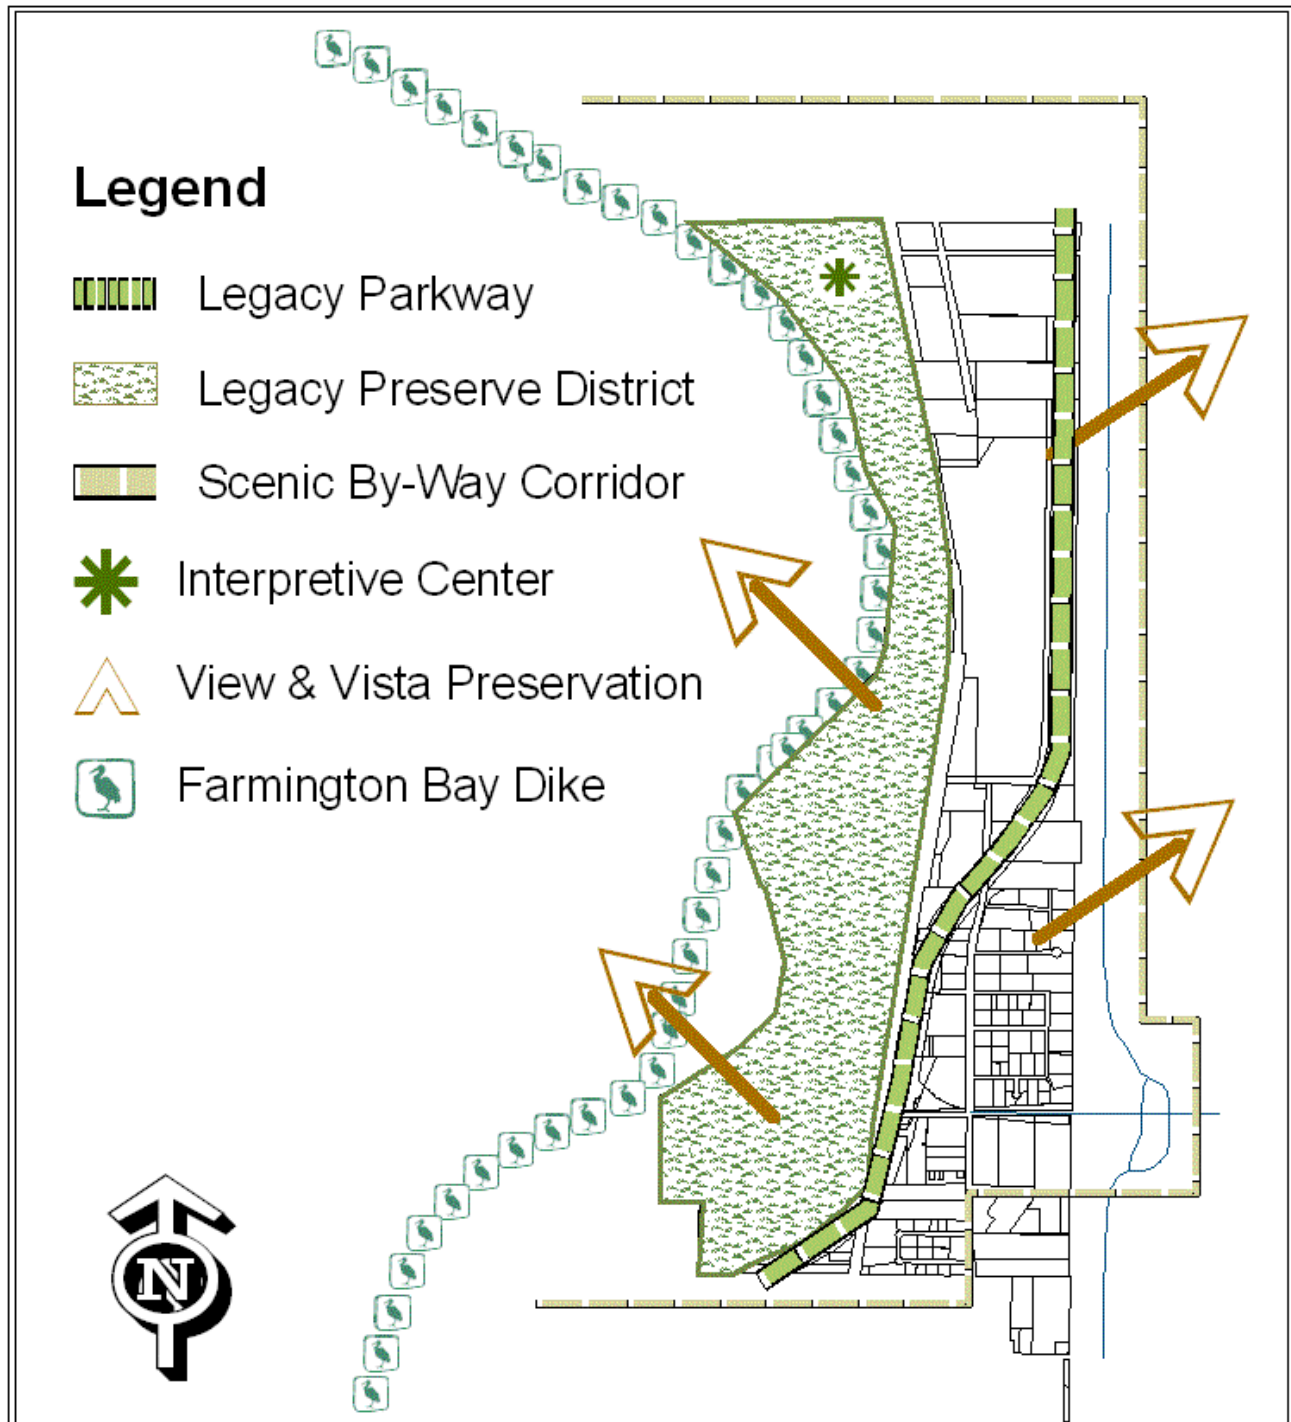 Legend
Legacy Parkway
Legacy Preserve District
Scenic By-Way Corridor
Interpretive Center
View & Vista Preservation
Farmington Bay Dike
N